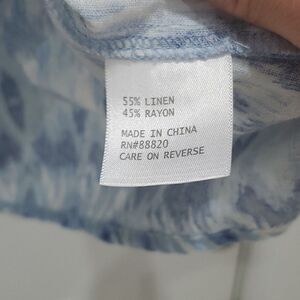 55% LINEN
45% RAYON
MADE IN CHINA
RN#88820
CARE ON REVERSE